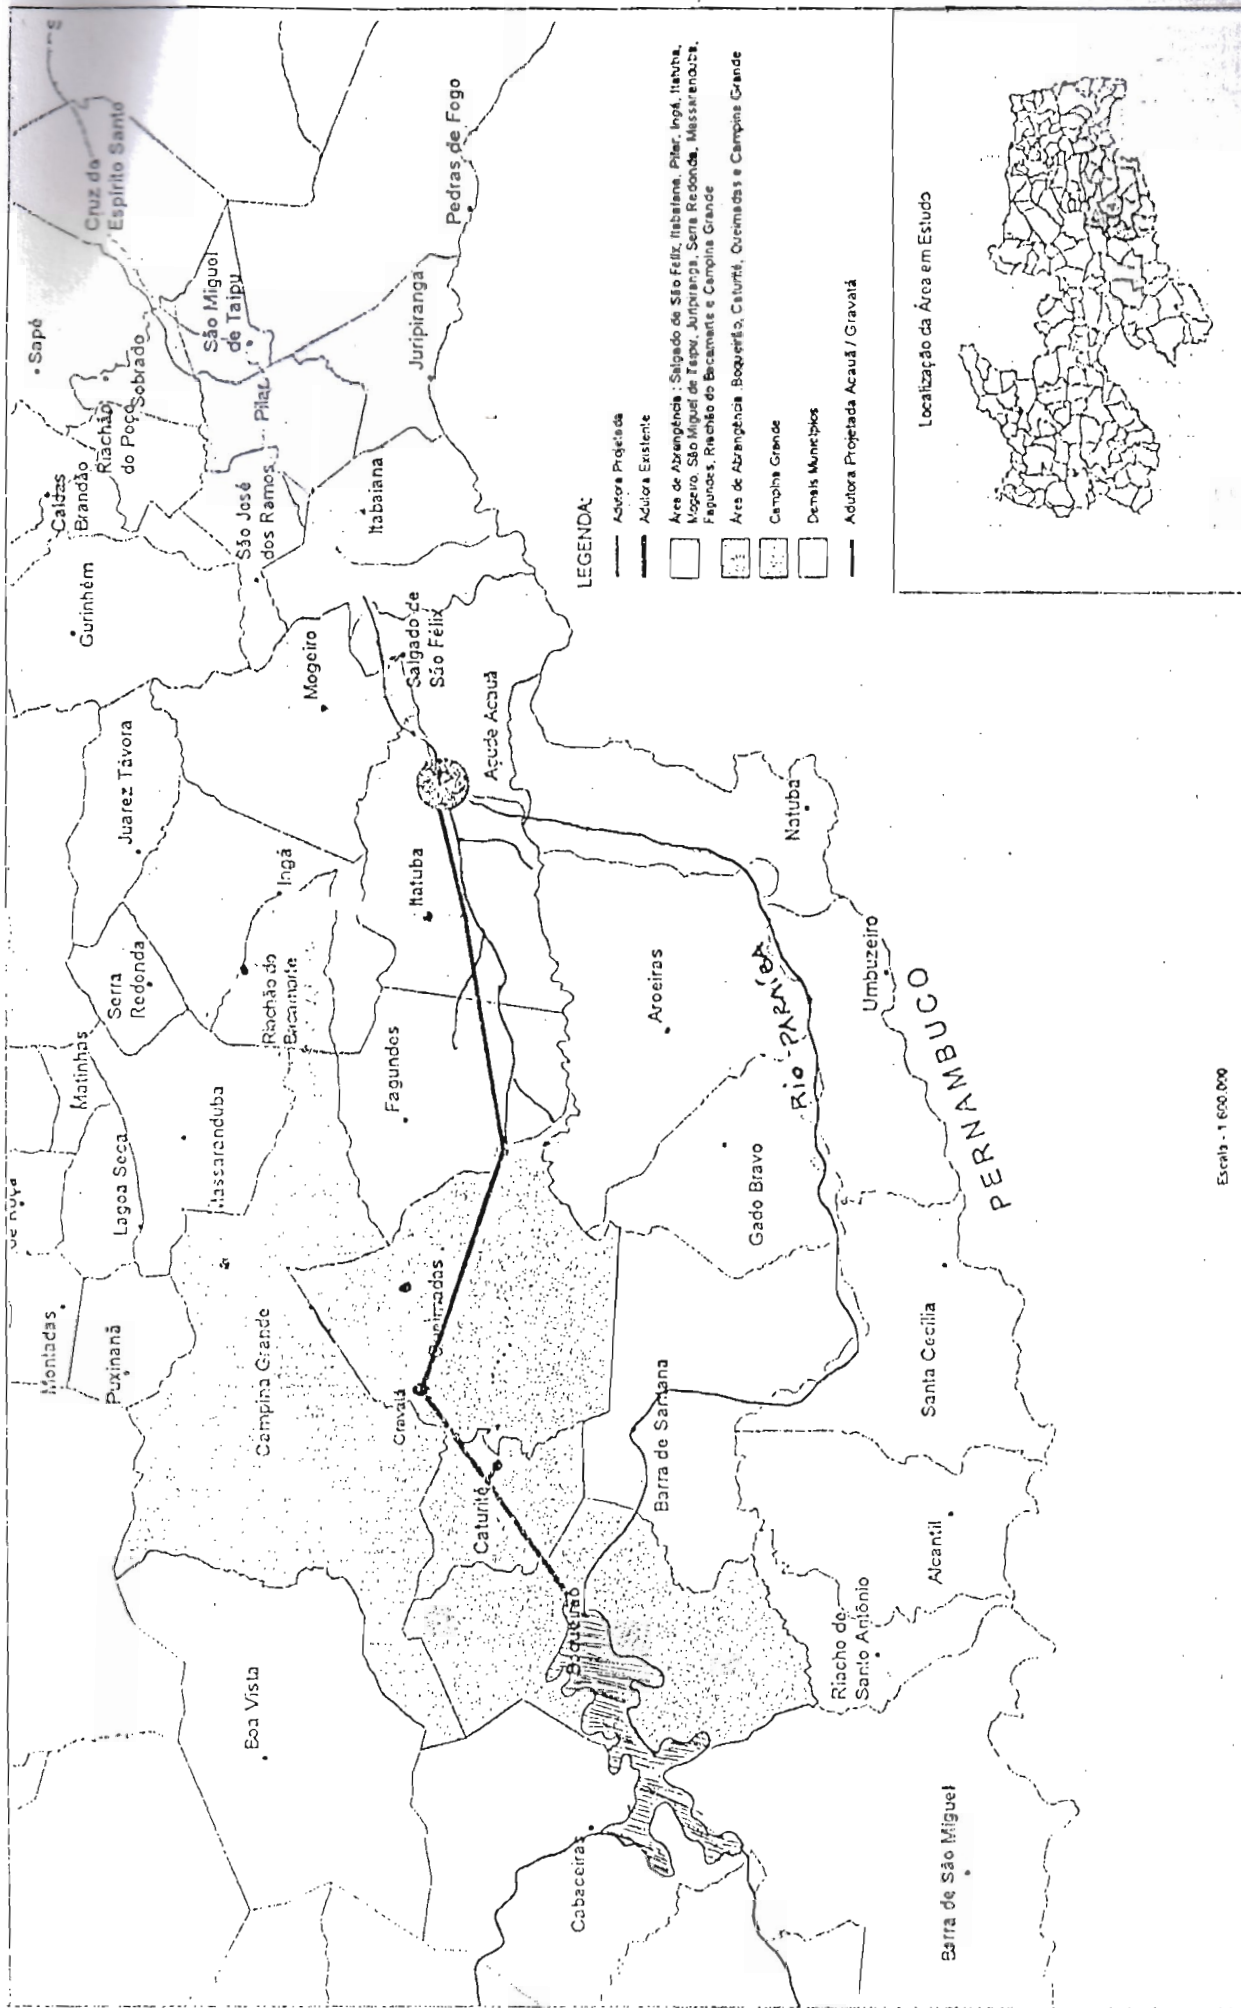 Cruz do
Espírito Santo
Sapé
São Miguel
de Taipu
Pedras de Fogo
Sobrado
Riachão
do Poço
Pilar
Juripiranga
Caldas
Brandão
São José
dos Ramos
Itabaiana
Gurinhém
Mogeiro
Salgado de
São Félix
Açude Acauã
Juarez Távora
Natuba
Ingá
Itatuba
Serra
Redonda
Riachão do
Bacamarte
Aroeiras
Umbuzeiro
RIO PARAÍBA
PERNAMBUCO
Matinhas
Fagundes
Massaranduba
Lagoa Seca
Gado Bravo
Montadas
Puxinanã
Campina Grande
Queimadas
Gravatá
Santa Cecília
Barra de Santana
Caturité
Alcantil
Boqueirão
Riacho de
Santo Antônio
Boa Vista
Cabaceiras
Barra de São Miguel
LEGENDA:
Adutora Projetada
Adutora Existente
Área de Abrangência : Salgado de São Félix, Itabaiana, Pilar, Ingá, Itatuba,
Mogeiro, São Miguel de Taipu, Juripiranga, Serra Redonda, Massaranduba,
Fagundes, Riachão do Bacamarte e Campina Grande
Área de Abrangência : Boqueirão, Caturité, Queimadas e Campina Grande
Campina Grande
Demais Municípios
Adutora Projetada Acauã / Gravatá
Localização da Área em Estudo
Escala - 1:600.000